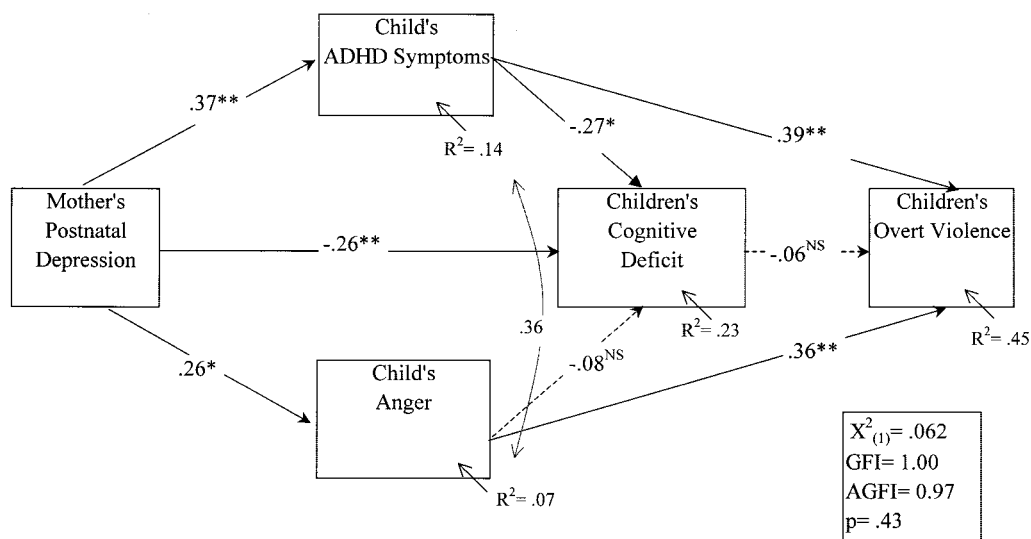 Child's
ADHD Symptoms
.37**
R²= .14
-.27*
.39**
Mother's
Postnatal
Depression
-.26**
Children's
Cognitive
Deficit
-.06ᴺˢ
Children's
Overt Violence
R²= .23
R²= .45
.36
.26*
-.08ᴺˢ
.36**
Child's
Anger
R²= .07
X²₍₁₎= .062
GFI= 1.00
AGFI= 0.97
p= .43